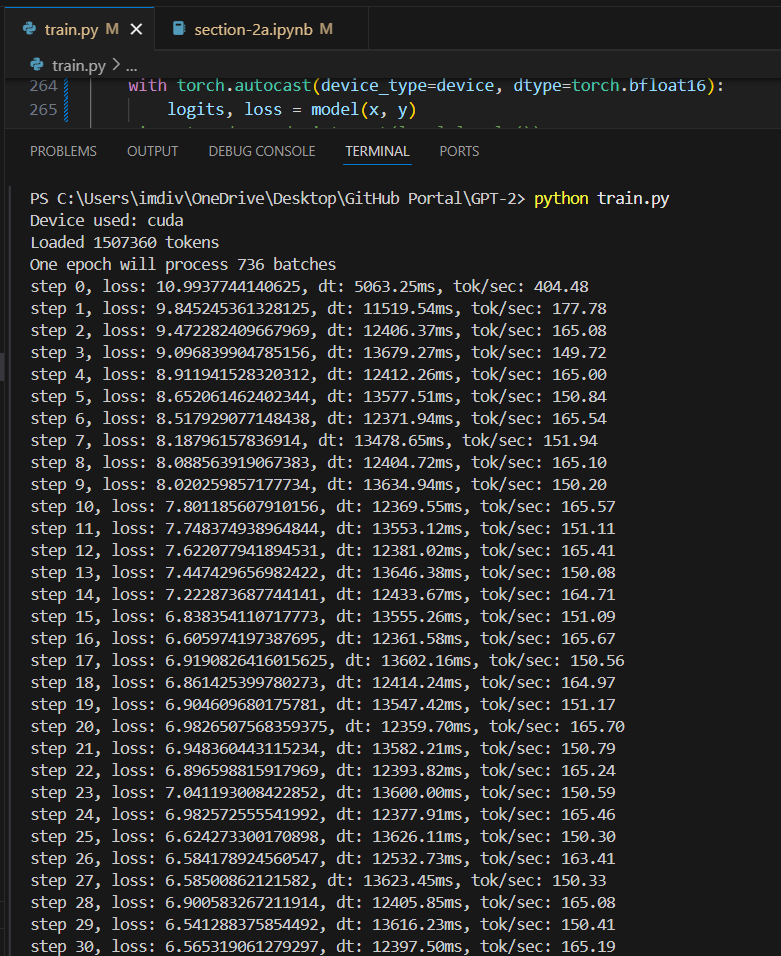 train.py M
section-2a.ipynb M
train.py > ...
264 with torch.autocast(device_type=device, dtype=torch.bfloat16):
265 logits, loss = model(x, y)
PROBLEMS OUTPUT DEBUG CONSOLE TERMINAL PORTS
PS C:\Users\imdiv\OneDrive\Desktop\GitHub Portal\GPT-2> python train.py
Device used: cuda
Loaded 1507360 tokens
One epoch will process 736 batches
step 0, loss: 10.9937744140625, dt: 5063.25ms, tok/sec: 404.48
step 1, loss: 9.845245361328125, dt: 11519.54ms, tok/sec: 177.78
step 2, loss: 9.472282409667969, dt: 12406.37ms, tok/sec: 165.08
step 3, loss: 9.096839904785156, dt: 13679.27ms, tok/sec: 149.72
step 4, loss: 8.911941528320312, dt: 12412.26ms, tok/sec: 165.00
step 5, loss: 8.652061462402344, dt: 13577.51ms, tok/sec: 150.84
step 6, loss: 8.517929077148438, dt: 12371.94ms, tok/sec: 165.54
step 7, loss: 8.18796157836914, dt: 13478.65ms, tok/sec: 151.94
step 8, loss: 8.088563919067383, dt: 12404.72ms, tok/sec: 165.10
step 9, loss: 8.020259857177734, dt: 13634.94ms, tok/sec: 150.20
step 10, loss: 7.801185607910156, dt: 12369.55ms, tok/sec: 165.57
step 11, loss: 7.748374938964844, dt: 13553.12ms, tok/sec: 151.11
step 12, loss: 7.622077941894531, dt: 12381.02ms, tok/sec: 165.41
step 13, loss: 7.447429656982422, dt: 13646.38ms, tok/sec: 150.08
step 14, loss: 7.222873687744141, dt: 12433.67ms, tok/sec: 164.71
step 15, loss: 6.838354110717773, dt: 13555.26ms, tok/sec: 151.09
step 16, loss: 6.605974197387695, dt: 12361.58ms, tok/sec: 165.67
step 17, loss: 6.9190826416015625, dt: 13602.16ms, tok/sec: 150.56
step 18, loss: 6.861425399780273, dt: 12414.24ms, tok/sec: 164.97
step 19, loss: 6.904609680175781, dt: 13547.42ms, tok/sec: 151.17
step 20, loss: 6.9826507568359375, dt: 12359.70ms, tok/sec: 165.70
step 21, loss: 6.948360443115234, dt: 13582.21ms, tok/sec: 150.79
step 22, loss: 6.896598815917969, dt: 12393.82ms, tok/sec: 165.24
step 23, loss: 7.041193008422852, dt: 13600.00ms, tok/sec: 150.59
step 24, loss: 6.982572555541992, dt: 12377.91ms, tok/sec: 165.46
step 25, loss: 6.624273300170898, dt: 13626.11ms, tok/sec: 150.30
step 26, loss: 6.584178924560547, dt: 12532.73ms, tok/sec: 163.41
step 27, loss: 6.58500862121582, dt: 13623.45ms, tok/sec: 150.33
step 28, loss: 6.900583267211914, dt: 12405.85ms, tok/sec: 165.08
step 29, loss: 6.541288375854492, dt: 13616.23ms, tok/sec: 150.41
step 30, loss: 6.565319061279297, dt: 12397.50ms, tok/sec: 165.19